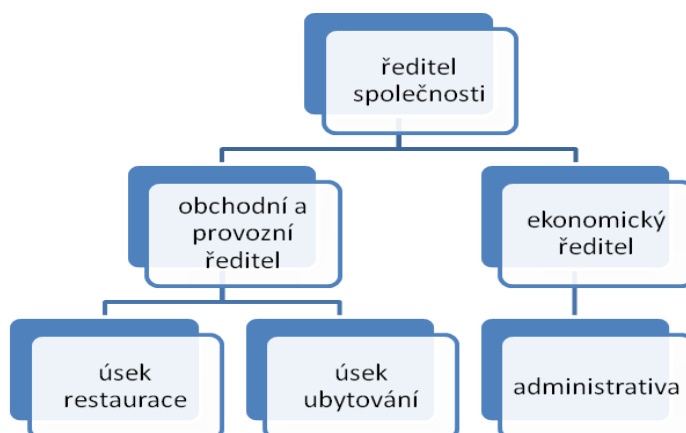 ředitel
společnosti
obchodní a
provozní
ředitel
ekonomický
ředitel
úsek
restaurace
úsek
ubytování
administrativa